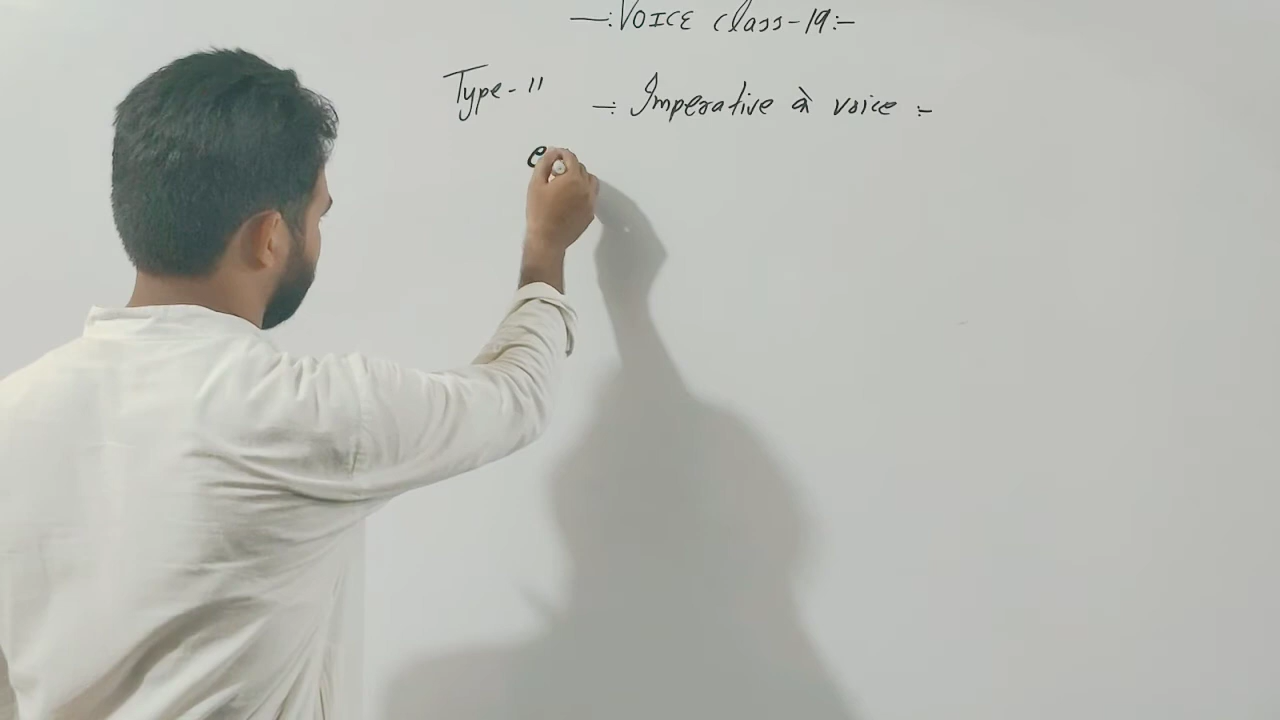 —: VOICE Class-19:-
Type-11 -: Imperative à voice :-
e